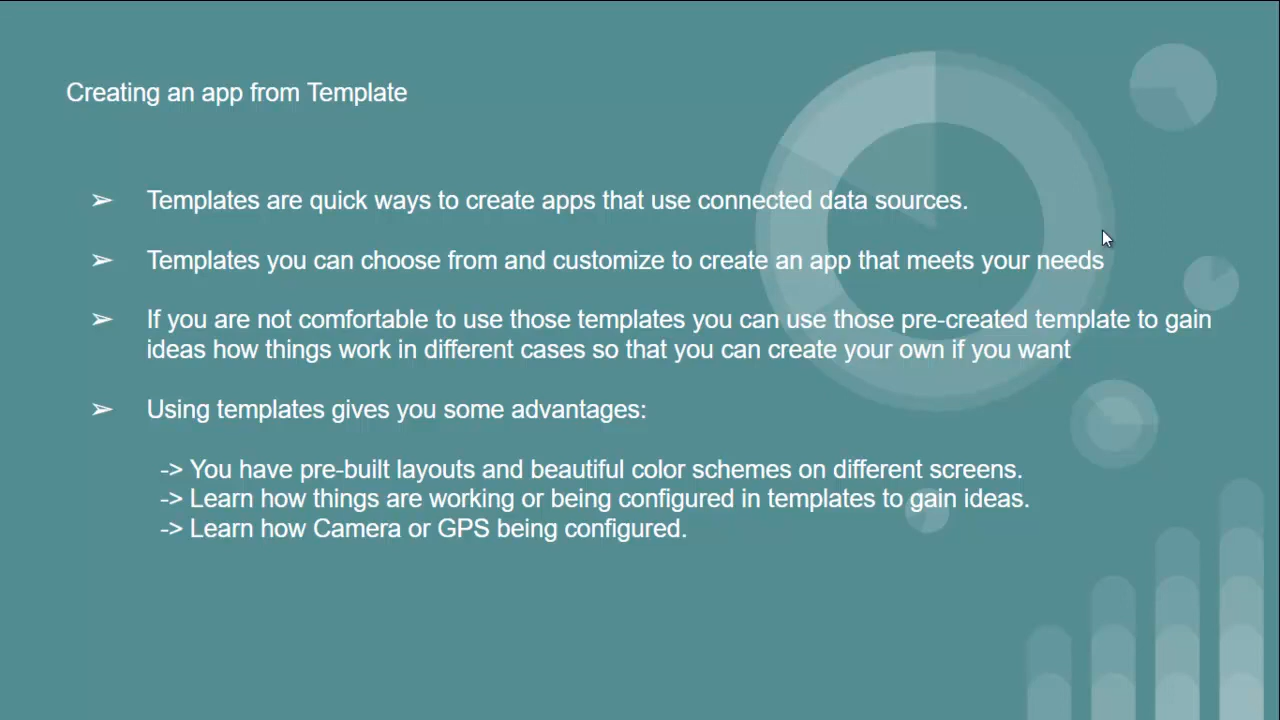 Creating an app from Template
➢ Templates are quick ways to create apps that use connected data sources.
➢ Templates you can choose from and customize to create an app that meets your needs
➢ If you are not comfortable to use those templates you can use those pre-created template to gain
ideas how things work in different cases so that you can create your own if you want
➢ Using templates gives you some advantages:
-> You have pre-built layouts and beautiful color schemes on different screens.
-> Learn how things are working or being configured in templates to gain ideas.
-> Learn how Camera or GPS being configured.